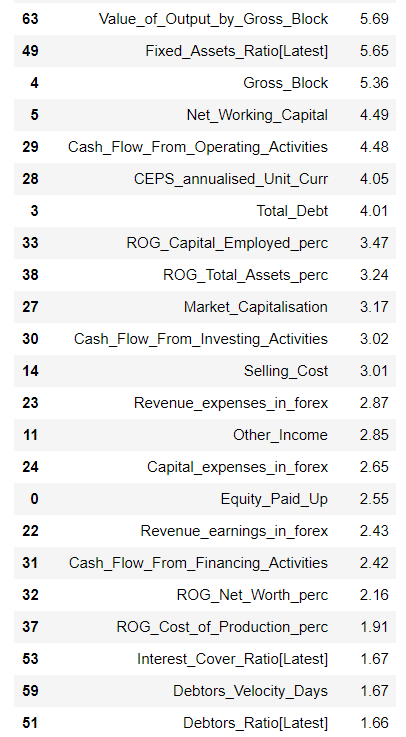 63 Value_of_Output_by_Gross_Block 5.69
49 Fixed_Assets_Ratio[Latest] 5.65
4 Gross_Block 5.36
5 Net_Working_Capital 4.49
29 Cash_Flow_From_Operating_Activities 4.48
28 CEPS_annualised_Unit_Curr 4.05
3 Total_Debt 4.01
33 ROG_Capital_Employed_perc 3.47
38 ROG_Total_Assets_perc 3.24
27 Market_Capitalisation 3.17
30 Cash_Flow_From_Investing_Activities 3.02
14 Selling_Cost 3.01
23 Revenue_expenses_in_forex 2.87
11 Other_Income 2.85
24 Capital_expenses_in_forex 2.65
0 Equity_Paid_Up 2.55
22 Revenue_earnings_in_forex 2.43
31 Cash_Flow_From_Financing_Activities 2.42
32 ROG_Net_Worth_perc 2.16
37 ROG_Cost_of_Production_perc 1.91
53 Interest_Cover_Ratio[Latest] 1.67
59 Debtors_Velocity_Days 1.67
51 Debtors_Ratio[Latest] 1.66